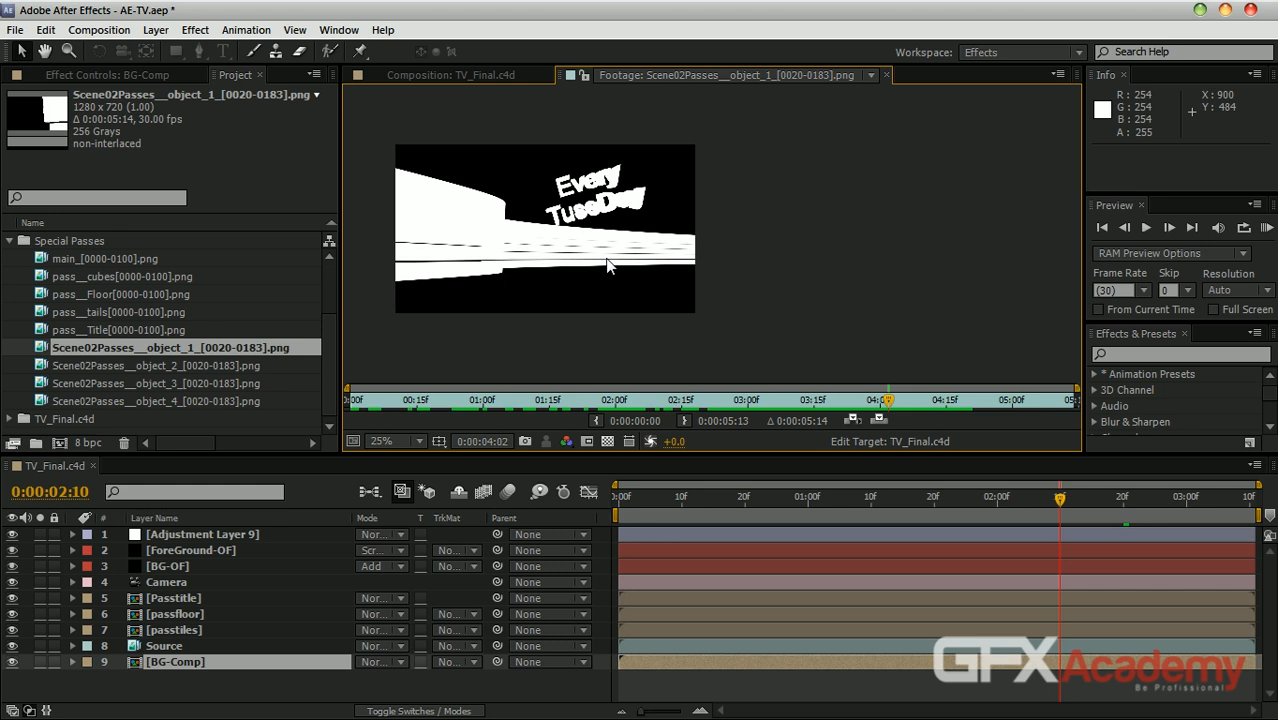 AE Adobe After Effects - AE-TV.aep *
File Edit Composition Layer Effect Animation View Window Help
Workspace: Effects Search Help
Effect Controls: BG-Comp Project Composition: TV_Final.c4d Footage: Scene02Passes__object_1_[0020-0183].png Info
Scene02Passes__object_1_[0020-0183].png
1280 x 720 (1.00)
Δ 0:00:05:14, 30.00 fps
256 Grays
non-interlaced
R: 254 X: 900
G: 254 Y: 484
B: 254
A: 255
Every
TuseDay
Preview
RAM Preview Options
Frame Rate Skip Resolution
(30) 0 Auto
From Current Time Full Screen
Effects & Presets
* Animation Presets
3D Channel
Audio
Blur & Sharpen
Name
Special Passes
main_[0000-0100].png
pass__cubes[0000-0100].png
pass__Floor[0000-0100].png
pass__tails[0000-0100].png
pass__Title[0000-0100].png
Scene02Passes__object_1_[0020-0183].png
Scene02Passes__object_2_[0020-0183].png
Scene02Passes__object_3_[0020-0183].png
Scene02Passes__object_4_[0020-0183].png
TV_Final.c4d
8 bpc
00:15f 01:00f 01:15f 02:00f 02:15f 03:00f 03:15f 04:15f 05:00f
0:00:00:00 0:00:05:13 Δ 0:00:05:14
25% 0:00:04:02 +0.0 Edit Target: TV_Final.c4d
TV_Final.c4d
0:00:02:10
10f 20f 01:00f 10f 20f 02:00f 20f 03:00f 10f
# Layer Name Mode T TrkMat Parent
1 [Adjustment Layer 9] Nor... None
2 [ForeGround-OF] Scr... No... None
3 [BG-OF] Add No... None
4 Camera None
5 [Passtitle] Nor... None
6 [passfloor] Nor... No... None
7 [passtiles] Nor... No... None
8 Source Nor... No... None
9 [BG-Comp] Nor... No... None
GFXAcademy
Be Professional
Toggle Switches / Modes